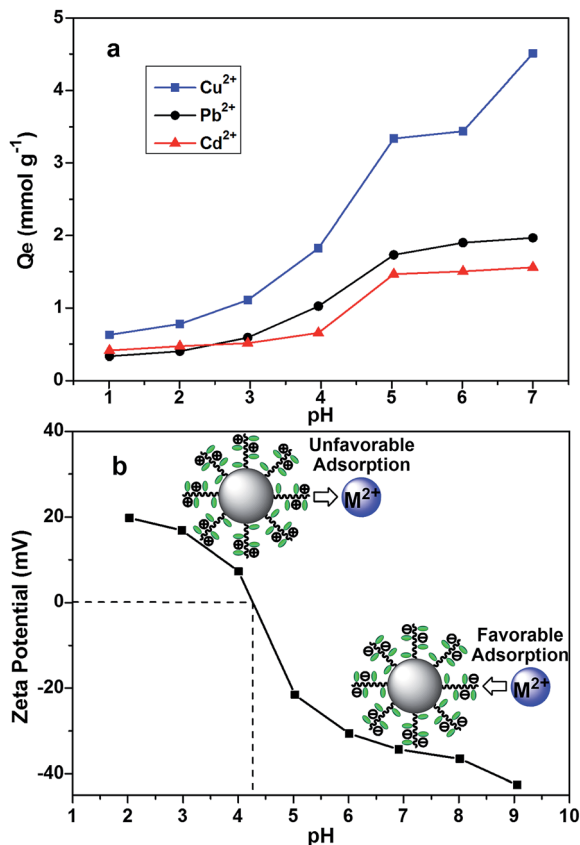 a
Cu2+
Pb2+
Cd2+
Qe (mmol g-1)
5
4
3
2
1
0
1 2 3 4 5 6 7
pH
b
Unfavorable
Adsorption
M2+
Favorable
Adsorption
M2+
Zeta Potential (mV)
40
20
0
-20
-40
1 2 3 4 5 6 7 8 9 10
pH